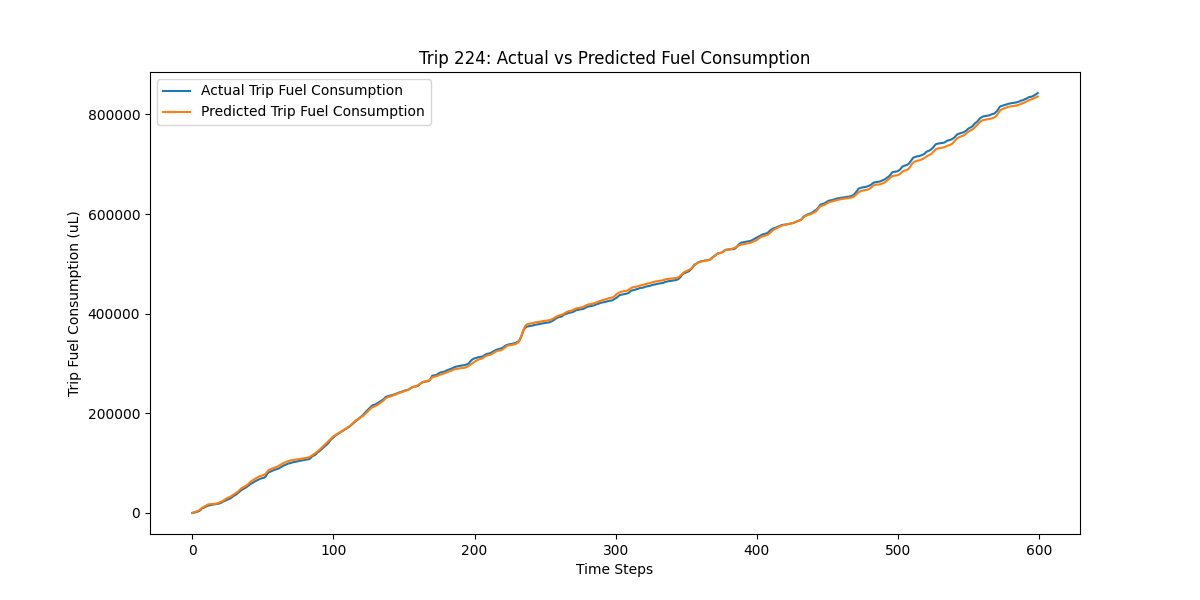 Trip 224: Actual vs Predicted Fuel Consumption
Actual Trip Fuel Consumption
Predicted Trip Fuel Consumption
Trip Fuel Consumption (uL)
800000
600000
400000
200000
0
0 100 200 300 400 500 600
Time Steps